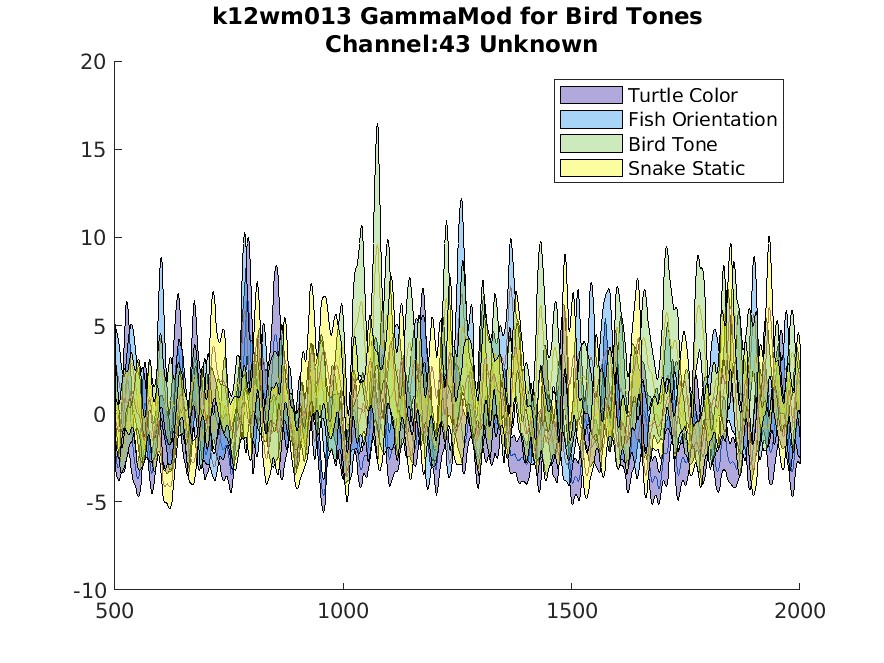 k12wm013 GammaMod for Bird Tones
Channel:43 Unknown
20
15
10
5
0
-5
-10
500
1000
1500
2000
Turtle Color
Fish Orientation
Bird Tone
Snake Static